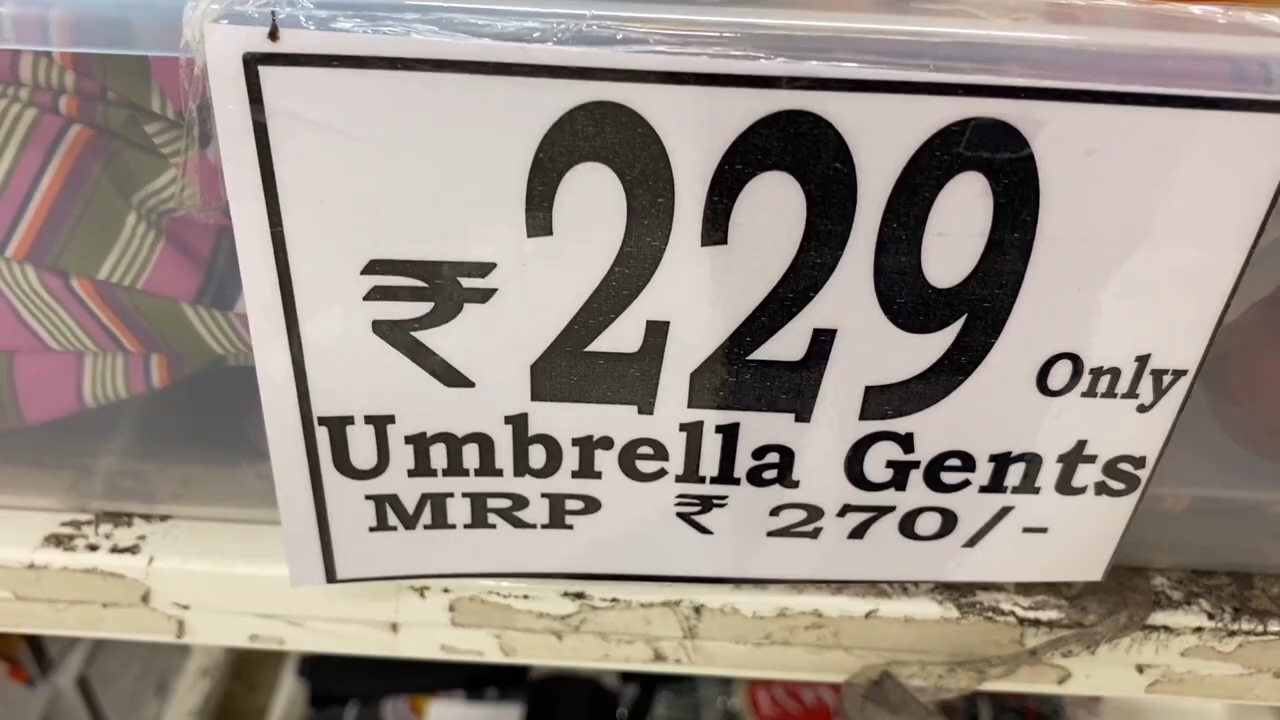 ₹ 229 Only
Umbrella Gents
MRP ₹ 270/-